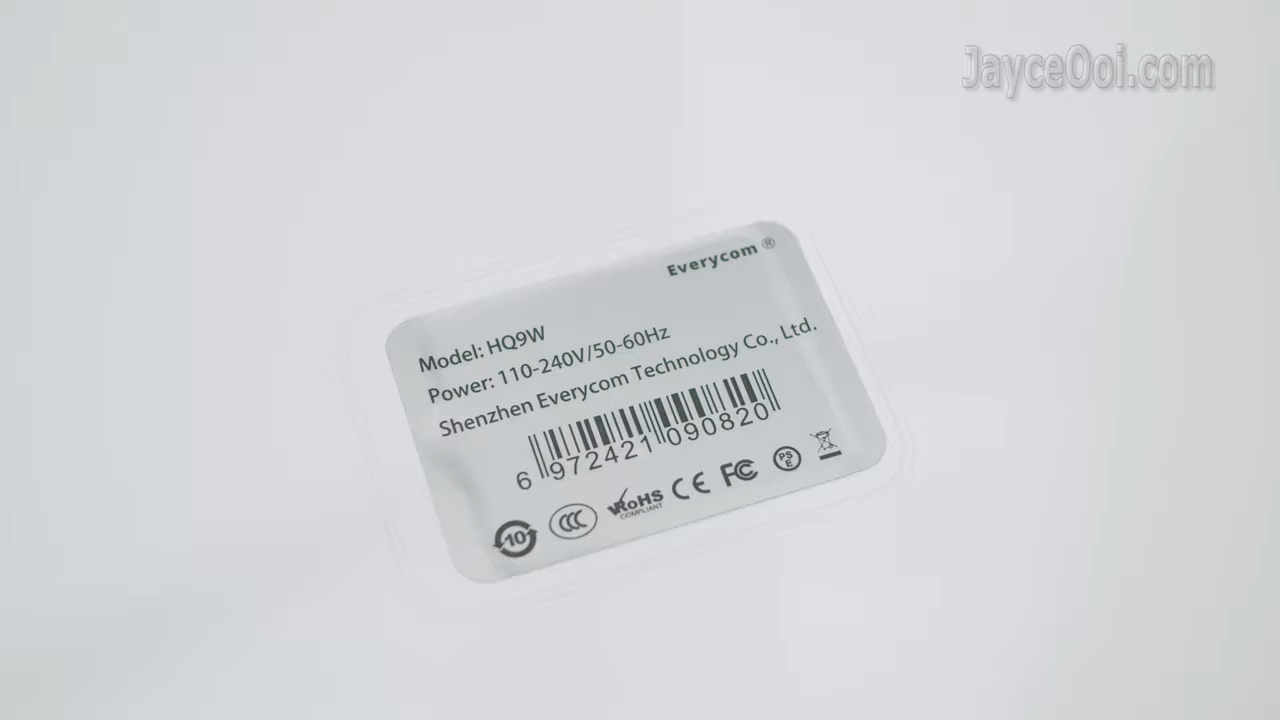 JayceOoi.com
Everycom ®
Model: HQ9W
Power: 110-240V/50-60Hz
Shenzhen Everycom Technology Co., Ltd.
6 972421 090820
10 CCC RoHS CE FC PS E
COMPLIANT